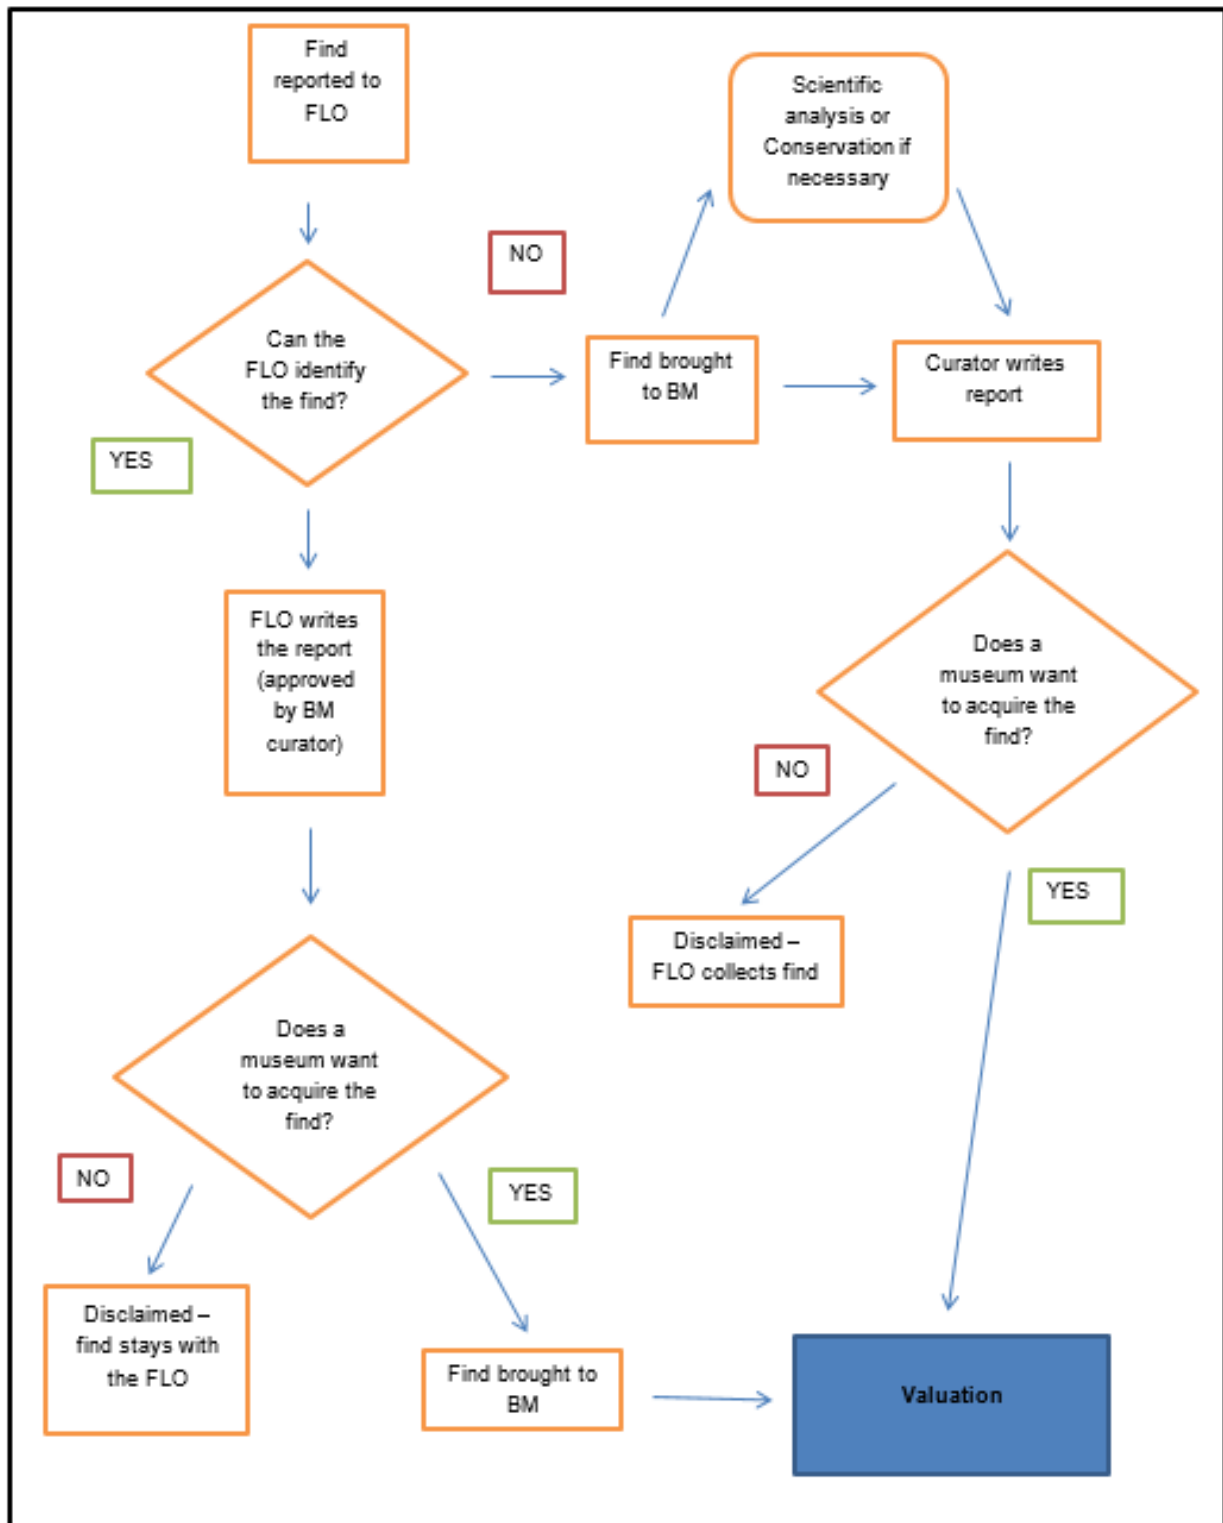 Find
reported to
FLO
Scientific
analysis or
Conservation if
necessary
NO
Can the
FLO identify
the find?
Find brought
to BM
Curator writes
report
YES
FLO writes
the report
(approved
by BM
curator)
Does a
museum want
to acquire the
find?
NO
YES
Disclaimed –
FLO collects find
Does a
museum want
to acquire the
find?
NO
YES
Disclaimed –
find stays with
the FLO
Find brought to
BM
Valuation